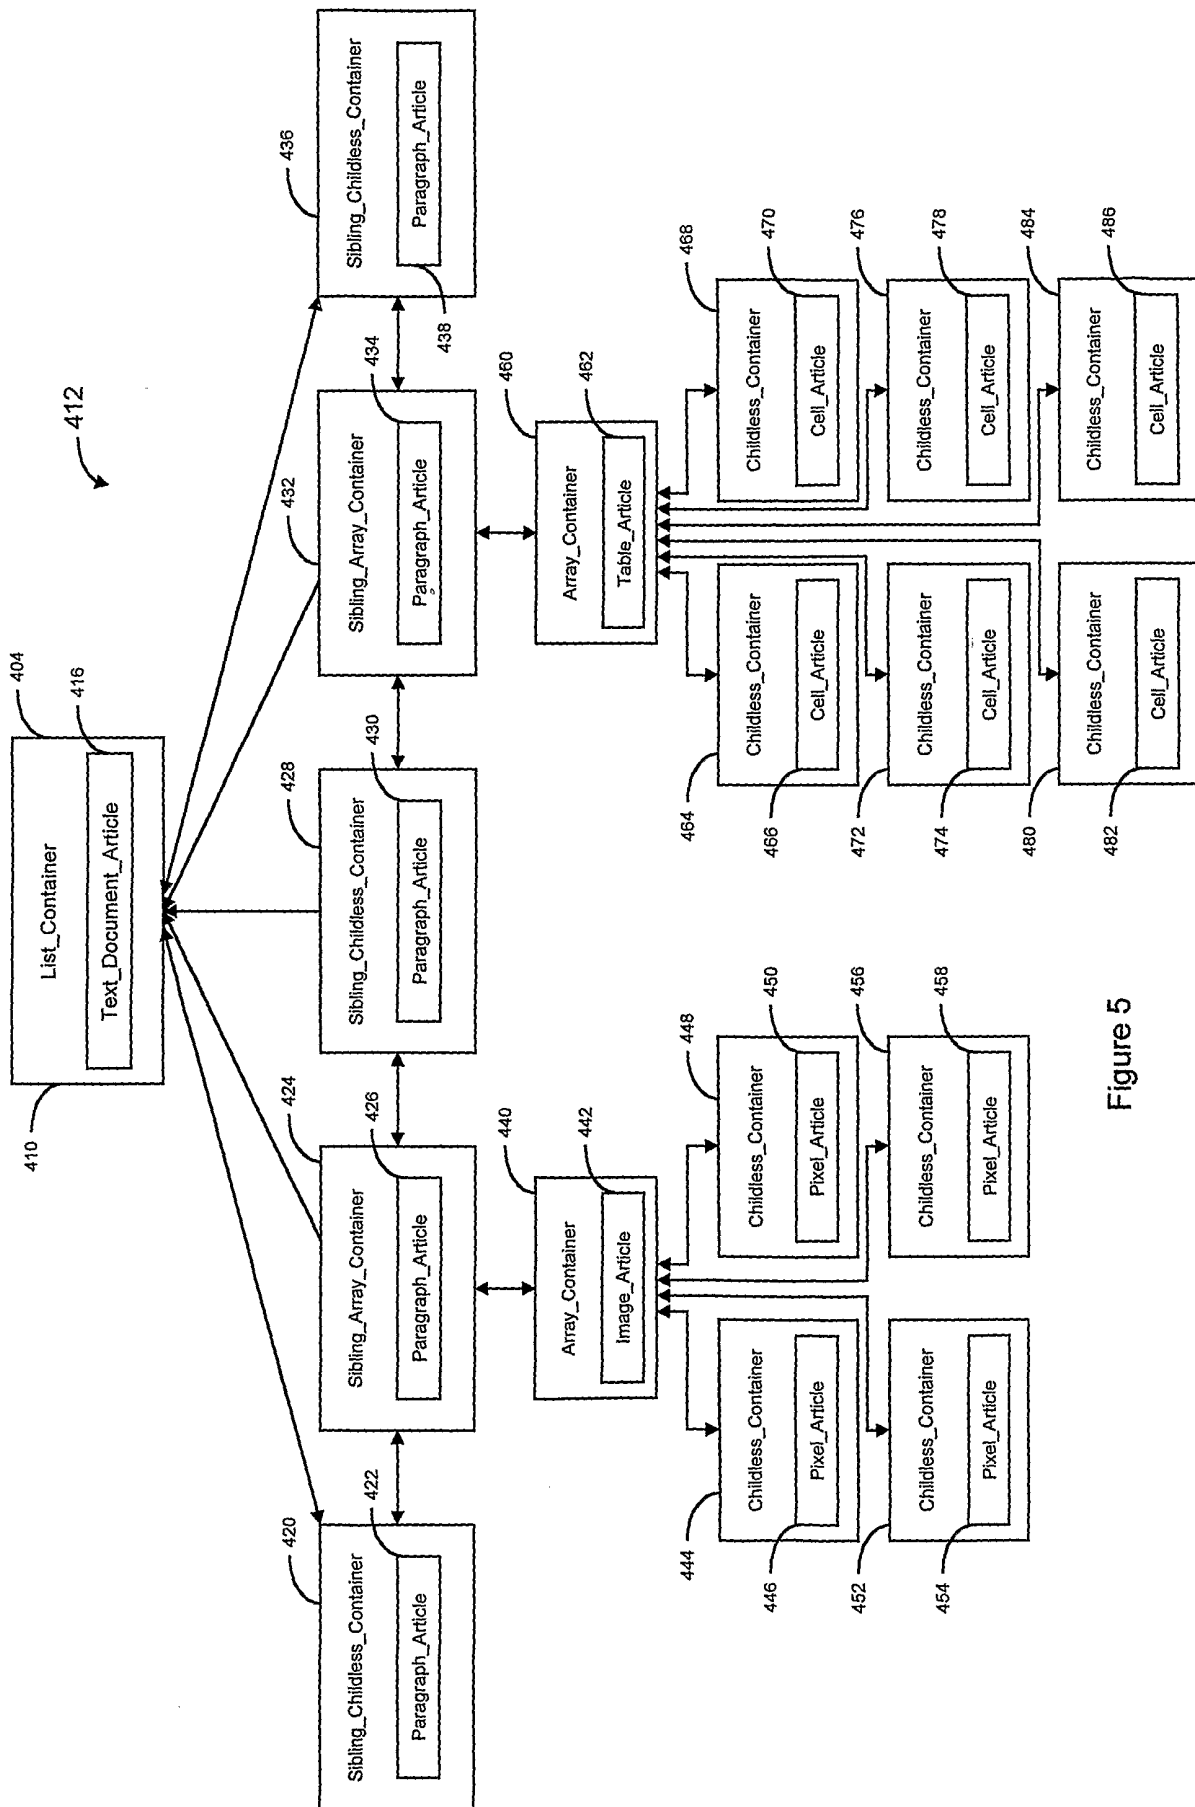 412
404
410
List_Container
416
Text_Document_Article
420
Sibling_Childless_Container
422
Paragraph_Article
424
Sibling_Array_Container
426
Paragraph_Article
428
Sibling_Childless_Container
430
Paragraph_Article
432
Sibling_Array_Container
434
Paragraph_Article
436
Sibling_Childless_Container
Paragraph_Article
438
440
Array_Container
442
Image_Article
460
Array_Container
462
Table_Article
444
Childless_Container
446
Pixel_Article
448
Childless_Container
450
Pixel_Article
452
Childless_Container
454
Pixel_Article
456
Childless_Container
458
Pixel_Article
464
Childless_Container
466
Cell_Article
468
Childless_Container
470
Cell_Article
472
Childless_Container
474
Cell_Article
476
Childless_Container
478
Cell_Article
480
Childless_Container
482
Cell_Article
484
Childless_Container
486
Cell_Article
Figure 5